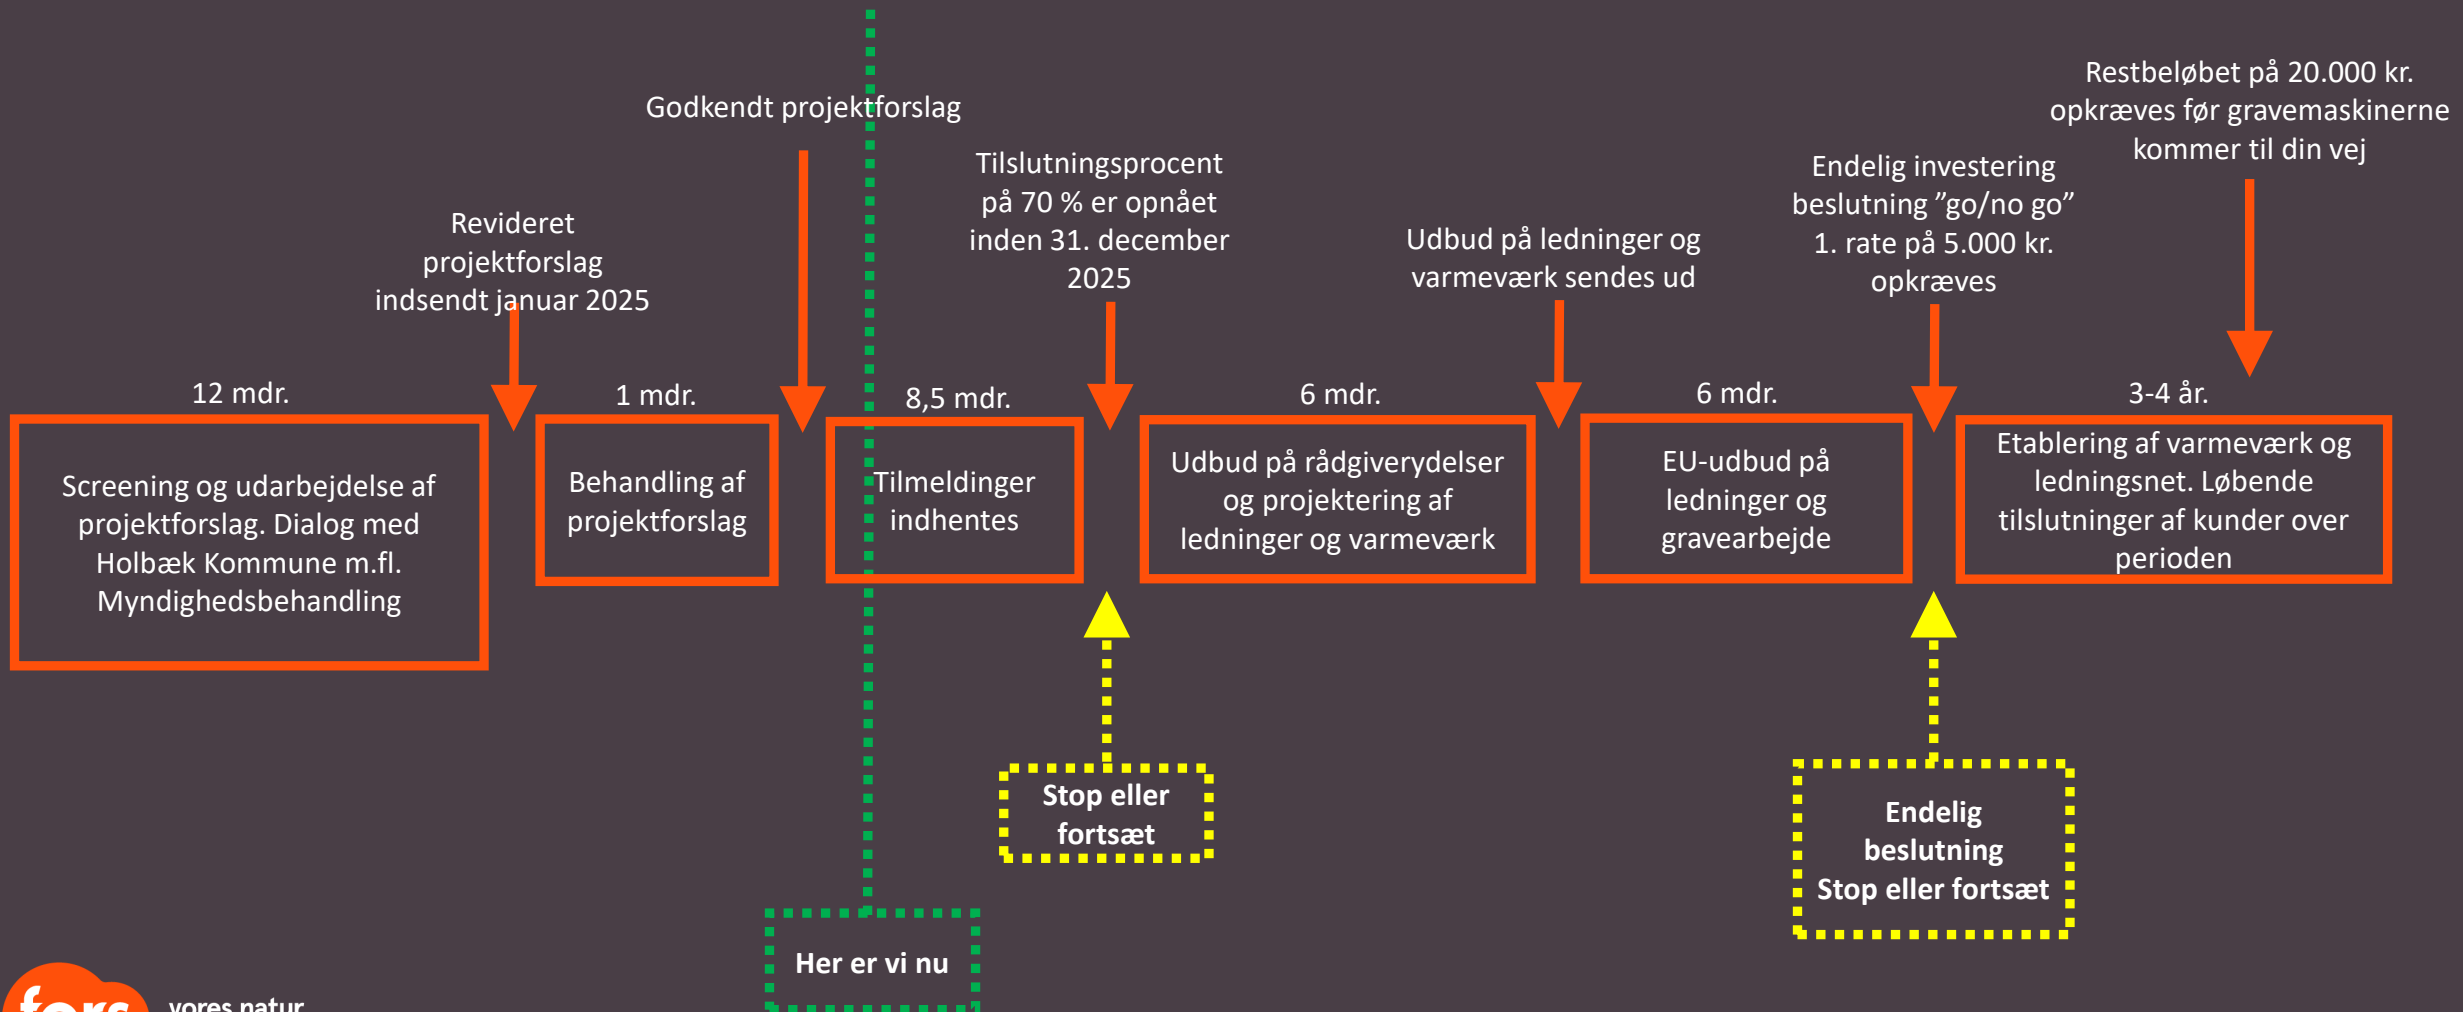 Godkendt projektforslag
Restbeløbet på 20.000 kr.
opkræves før gravemaskinerne
kommer til din vej
Revideret
projektforslag
indsendt januar 2025
Tilslutningsprocent
på 70 % er opnået
inden 31. december
2025
Udbud på ledninger og
varmeværk sendes ud
Endelig investering
beslutning ”go/no go”
1. rate på 5.000 kr.
opkræves
12 mdr.
Screening og udarbejdelse af
projektforslag. Dialog med
Holbæk Kommune m.fl.
Myndighedsbehandling
1 mdr.
Behandling af
projektforslag
8,5 mdr.
Tilmeldinger
indhentes
6 mdr.
Udbud på rådgiverydelser
og projektering af
ledninger og varmeværk
6 mdr.
EU-udbud på
ledninger og
gravearbejde
3-4 år.
Etablering af varmeværk og
ledningsnet. Løbende
tilslutninger af kunder over
perioden
Stop eller
fortsæt
Endelig
beslutning
Stop eller fortsæt
Her er vi nu
fors
vores natur